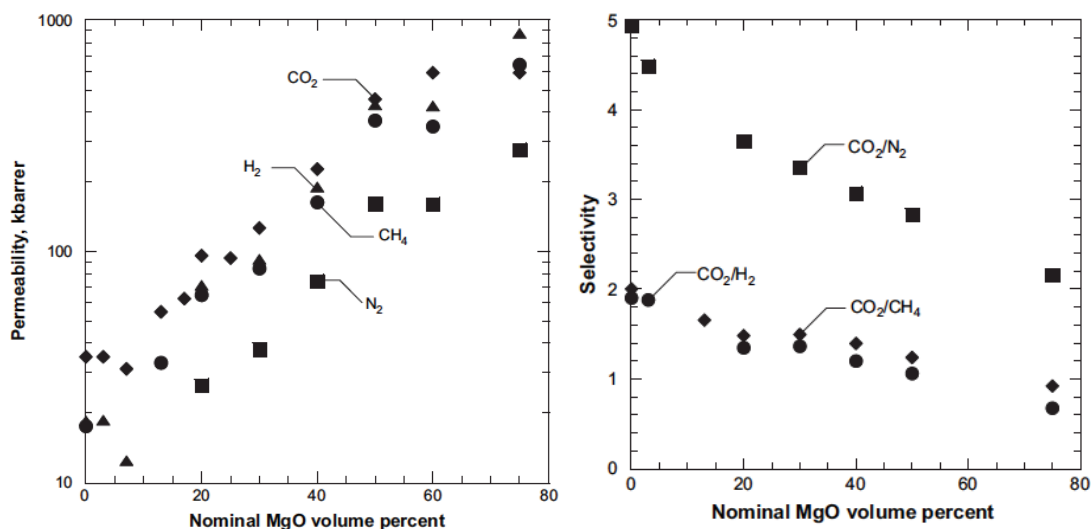 Permeability, kbarrer
1000
100
10
CO₂
H₂
CH₄
N₂
0
20
40
60
80
Nominal MgO volume percent
Selectivity
5
4
3
2
1
0
CO₂/N₂
CO₂/H₂
CO₂/CH₄
0
20
40
60
80
Nominal MgO volume percent